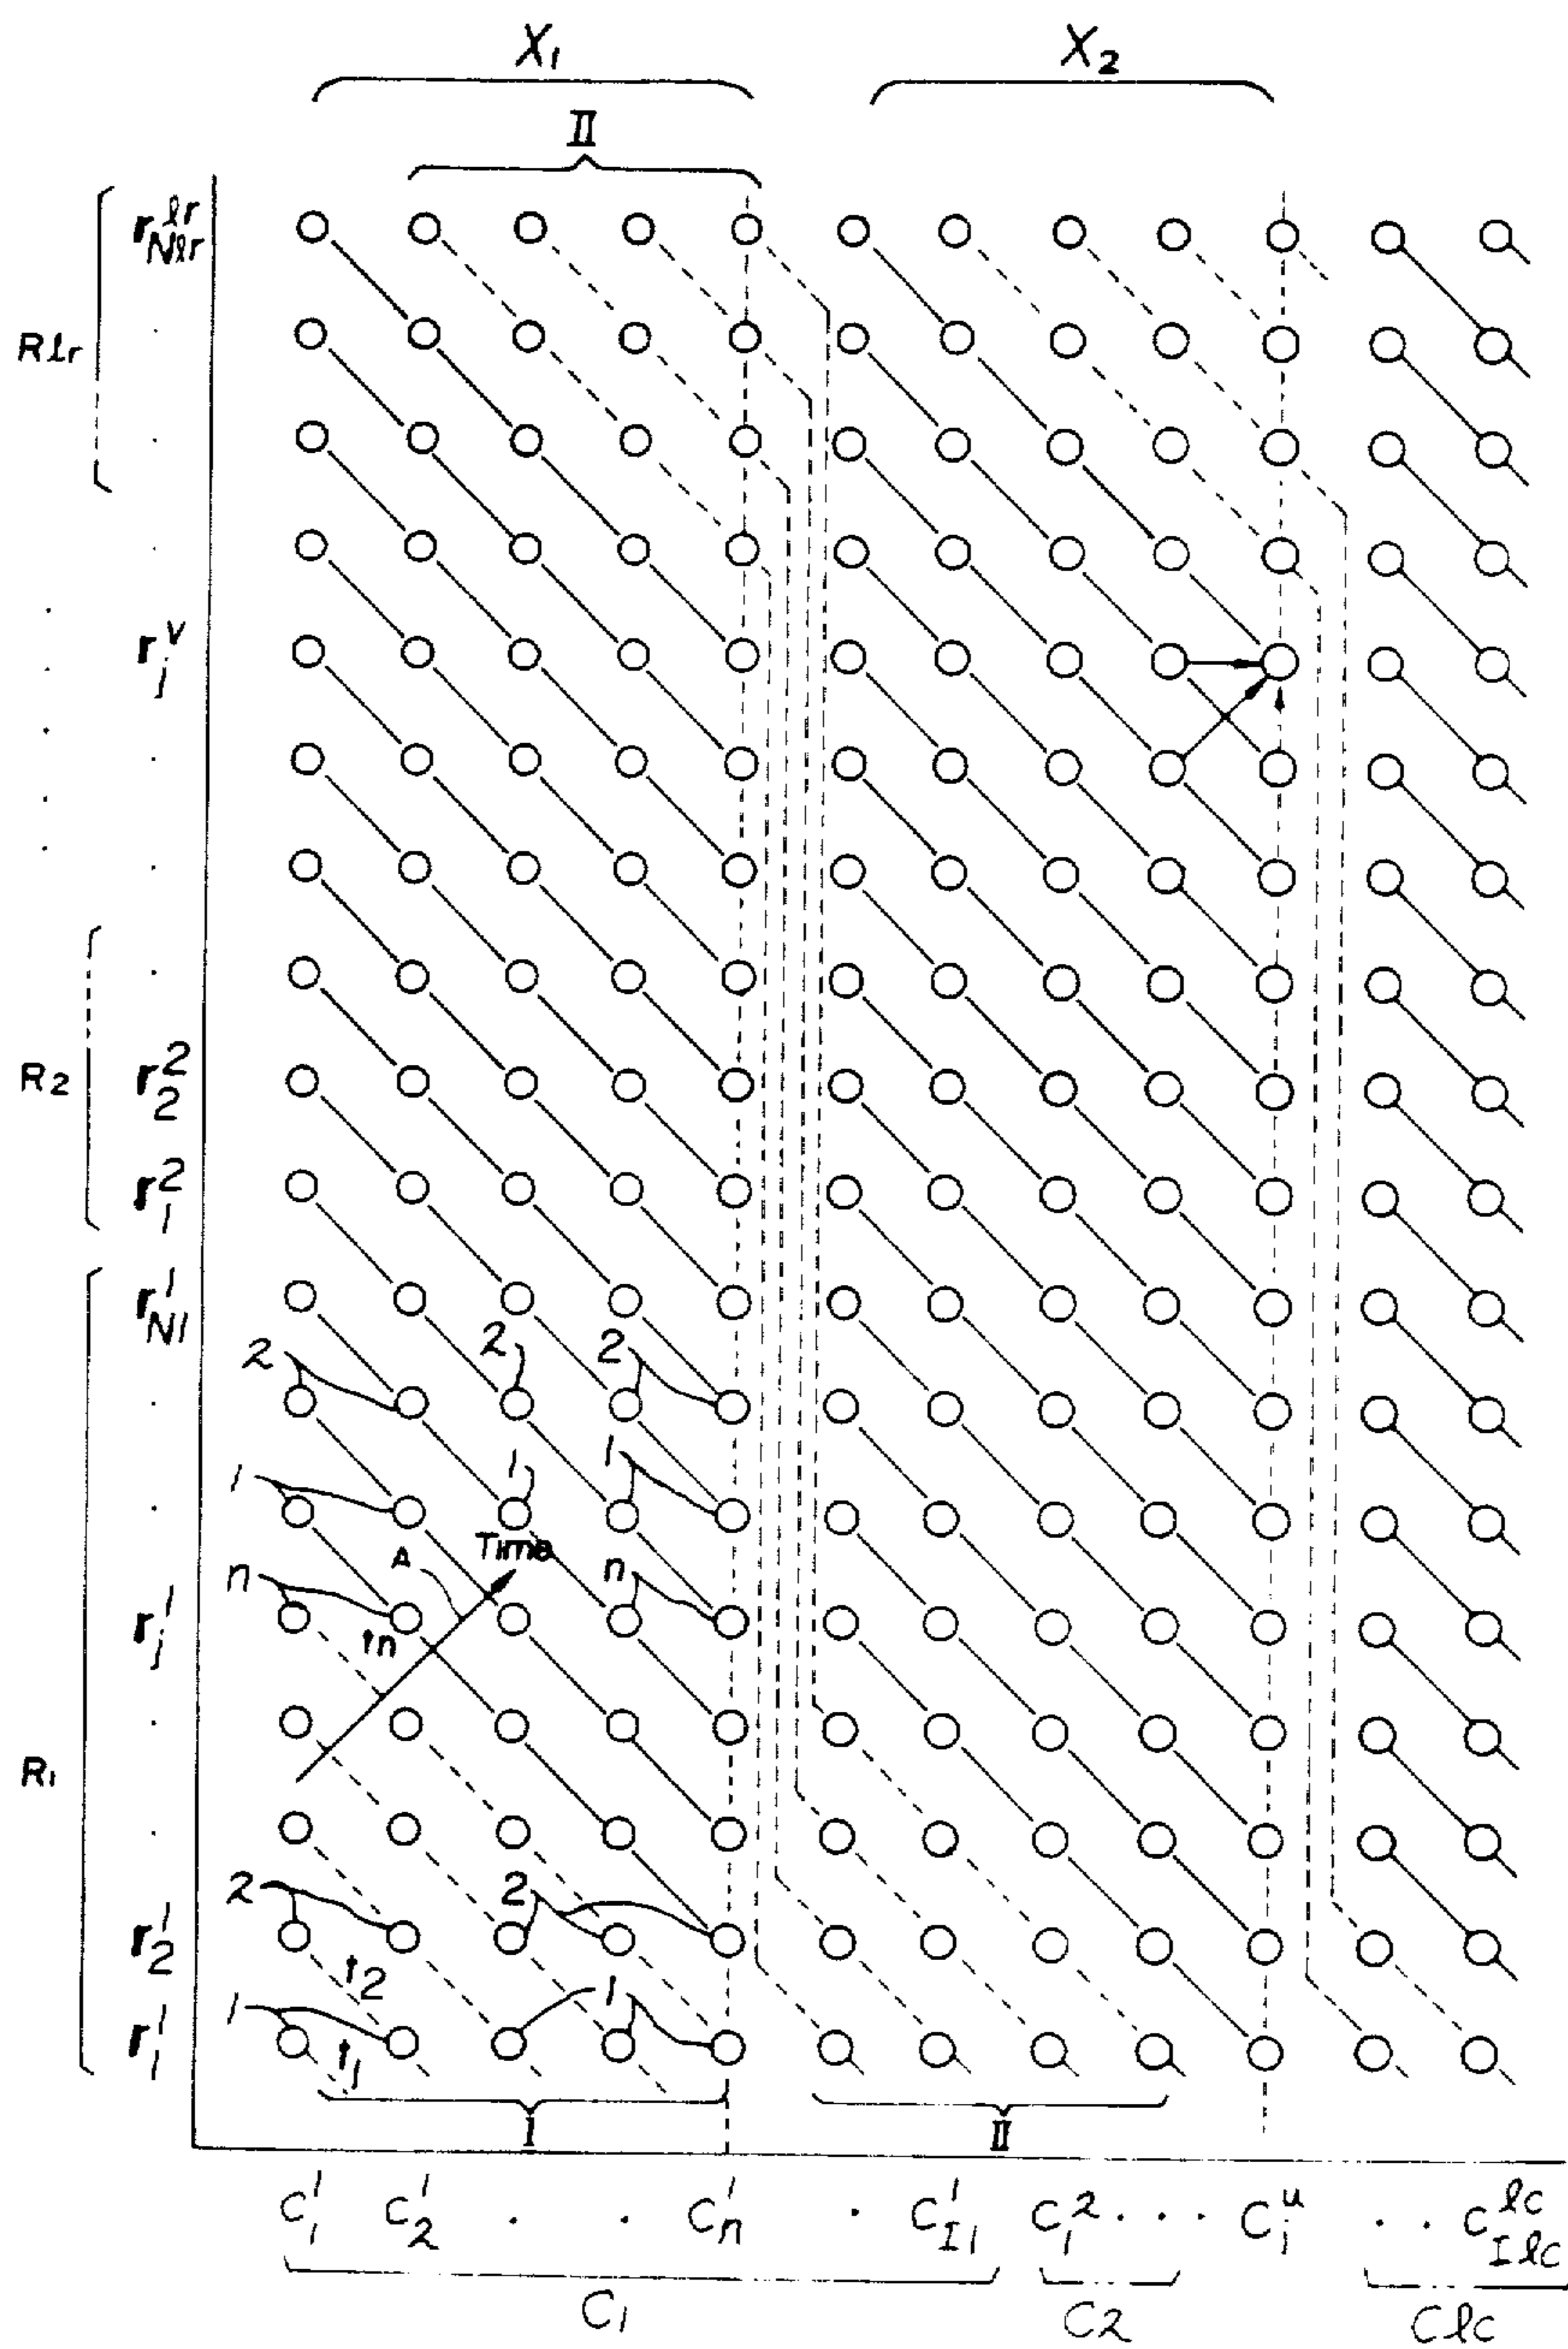 X1 X2
II
r^lr_Nlr
Rlr
r^v_j
r^2_2
R2
r^2_1
r^1_N1
2 2 2
1 1 1
A Time
n n
r^1_j tn
R1
2 2
r^1_2 t2
1 1
r^1_1 t1
I II
C^1_1 C^1_2 . . C^1_n . C^1_I1 C^2_1 . . . C^u_i . . C^lc_Ilc
C1 C2 Clc